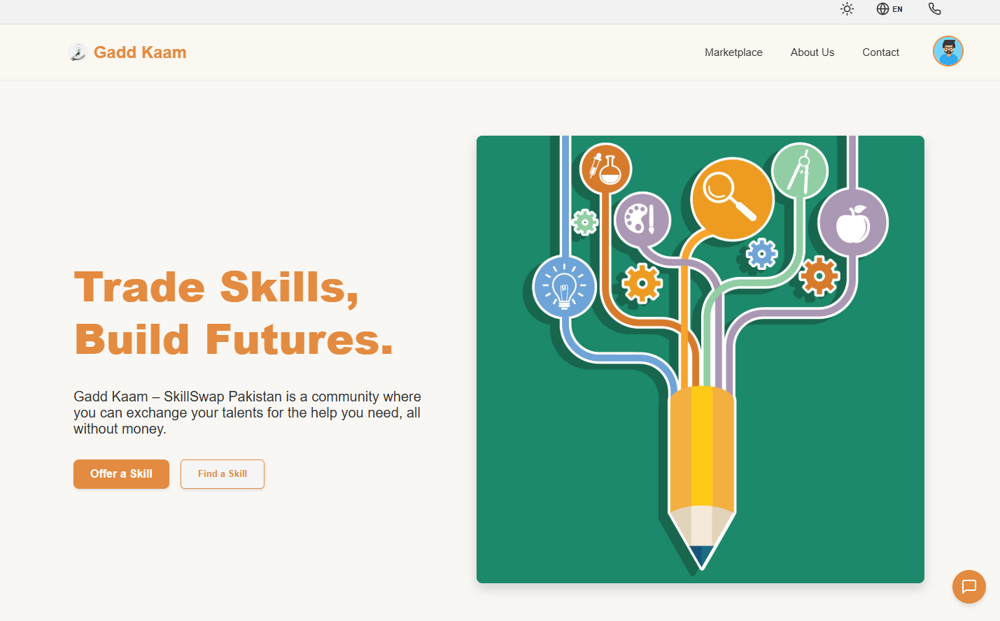 EN
Gadd Kaam
Marketplace
About Us
Contact
Trade Skills,
Build Futures.
Gadd Kaam – SkillSwap Pakistan is a community where
you can exchange your talents for the help you need, all
without money.
Offer a Skill
Find a Skill